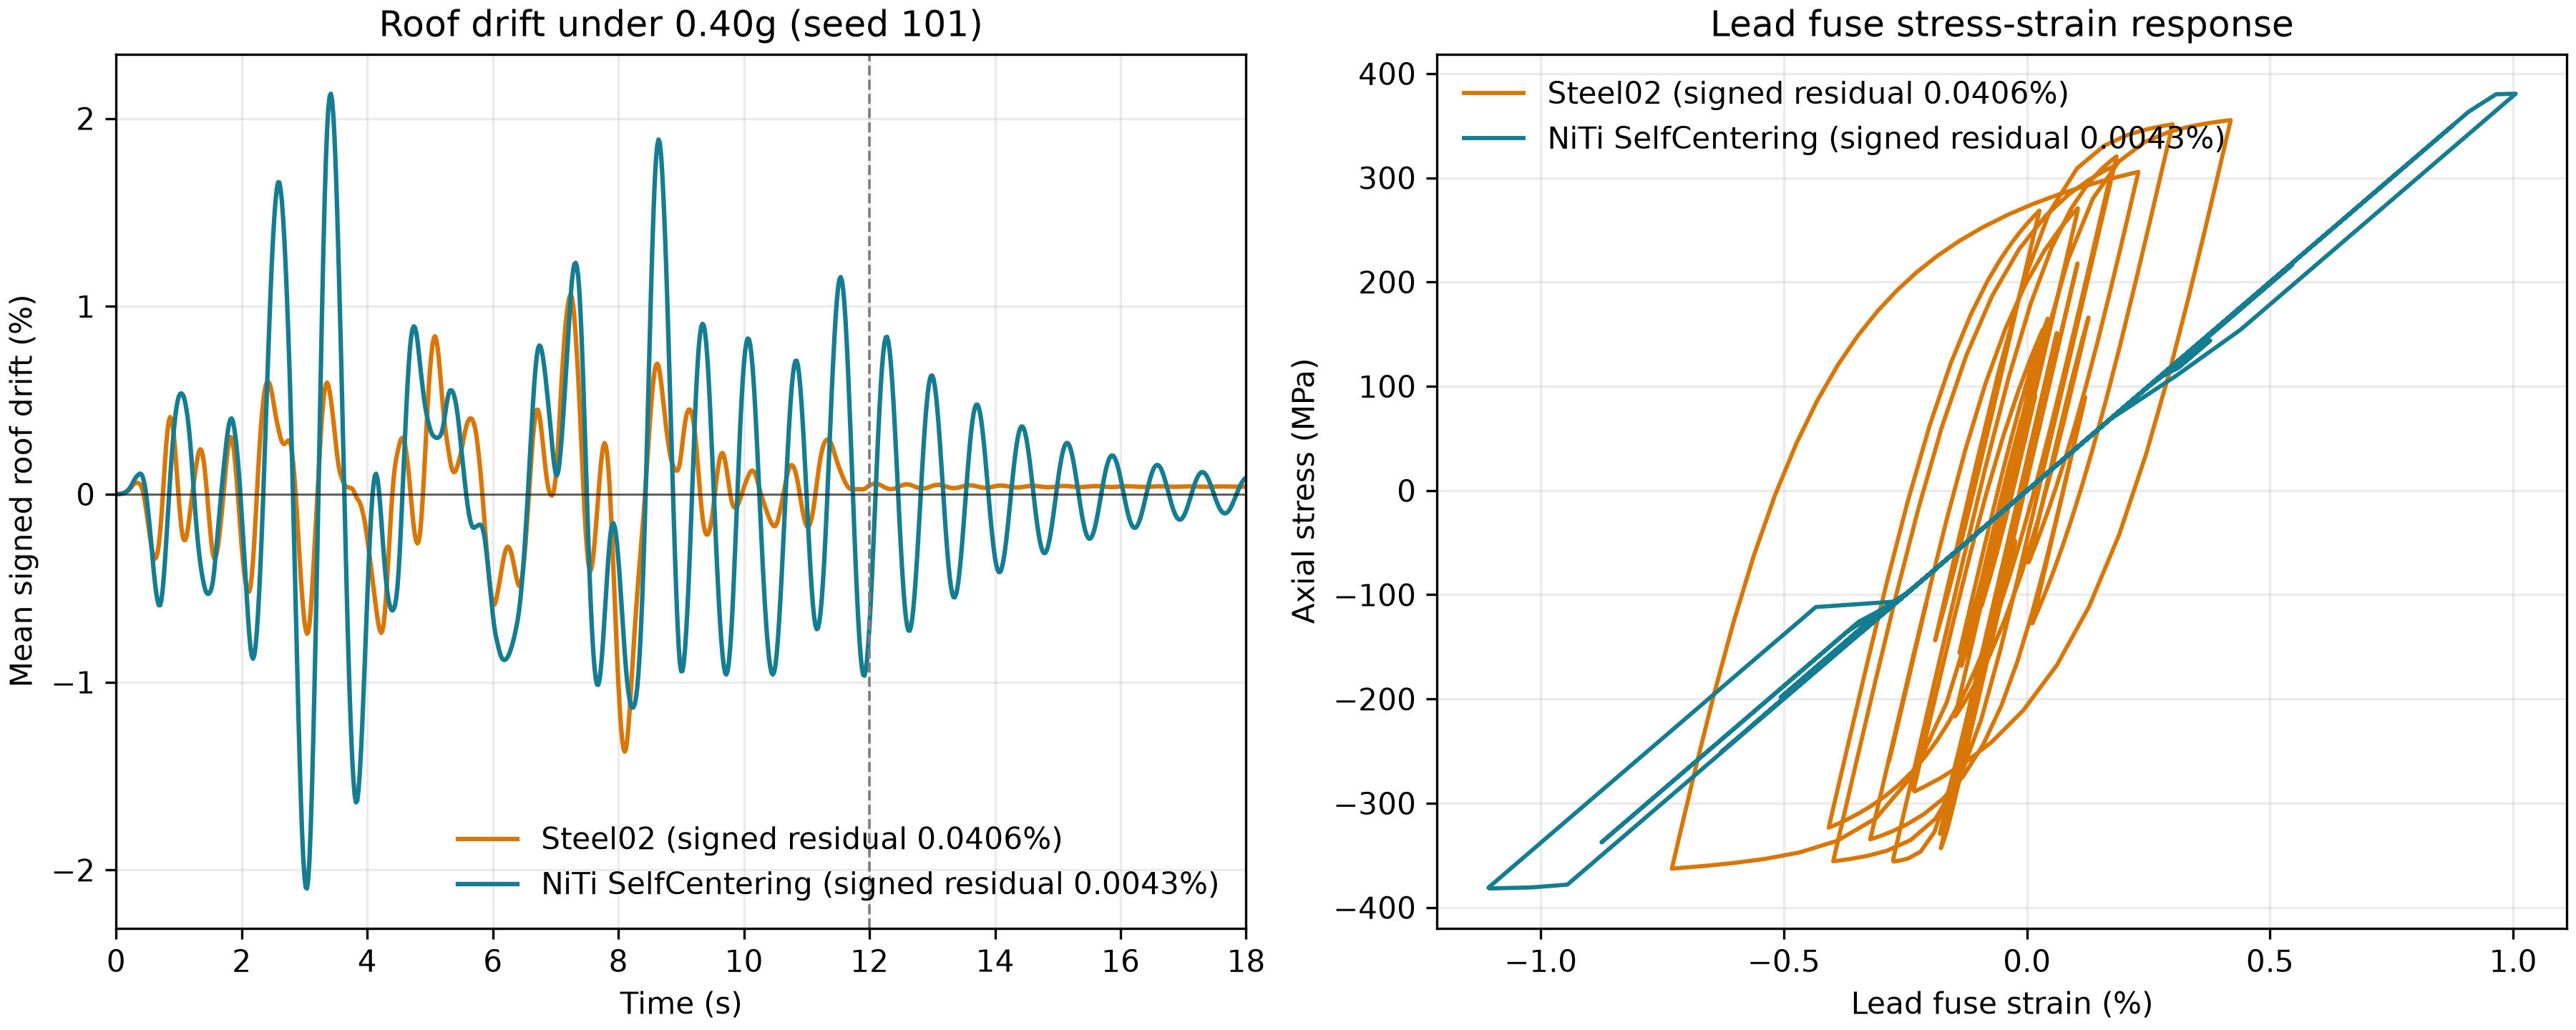 Roof drift under 0.40g (seed 101)
Mean signed roof drift (%)
2
1
0
−1
−2
Steel02 (signed residual 0.0406%)
NiTi SelfCentering (signed residual 0.0043%)
0 2 4 6 8 10 12 14 16 18
Time (s)
Lead fuse stress-strain response
Axial stress (MPa)
400
300
200
100
0
−100
−200
−300
−400
Steel02 (signed residual 0.0406%)
NiTi SelfCentering (signed residual 0.0043%)
−1.0 −0.5 0.0 0.5 1.0
Lead fuse strain (%)